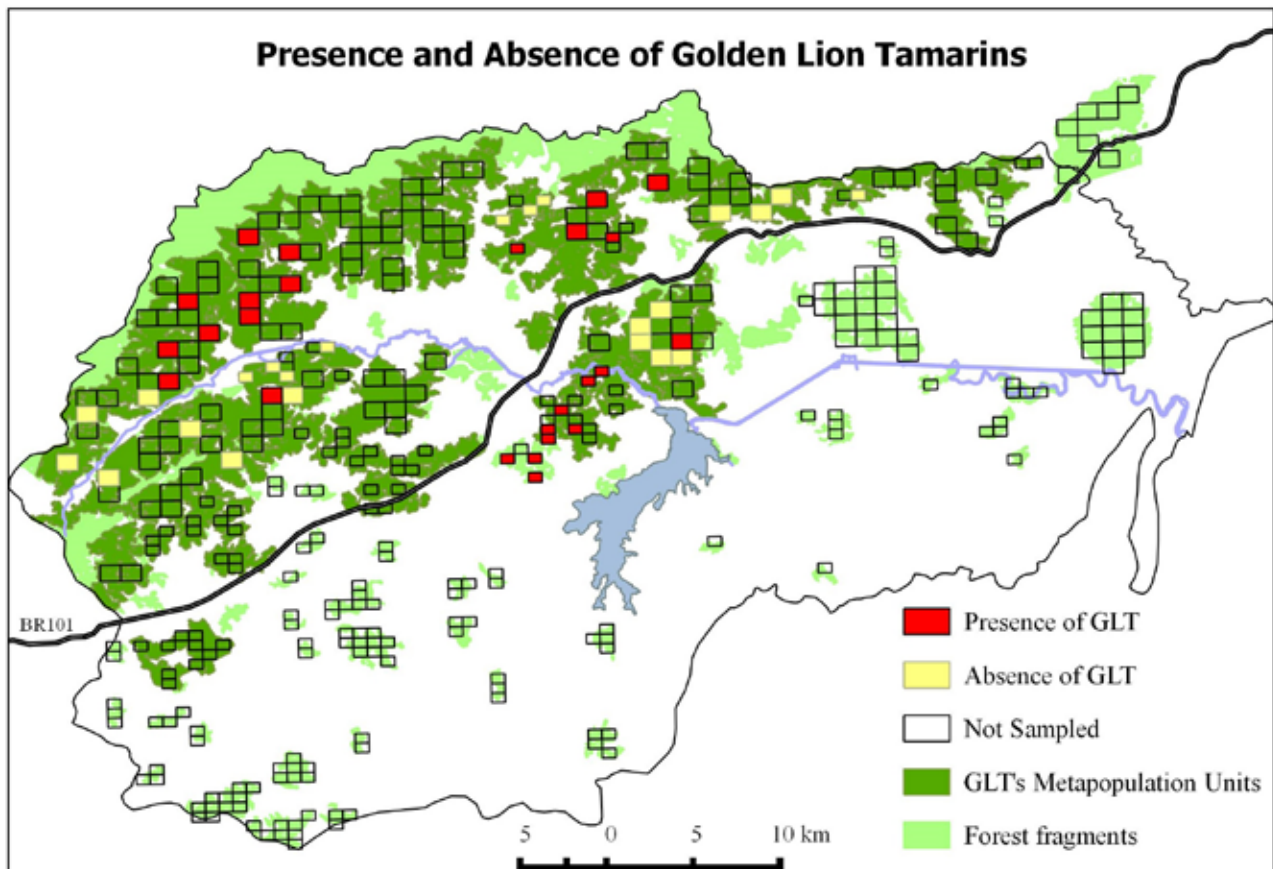 Presence and Absence of Golden Lion Tamarins
BR101
Presence of GLT
Absence of GLT
Not Sampled
GLT's Metapopulation Units
Forest fragments
5 0 5 10 km